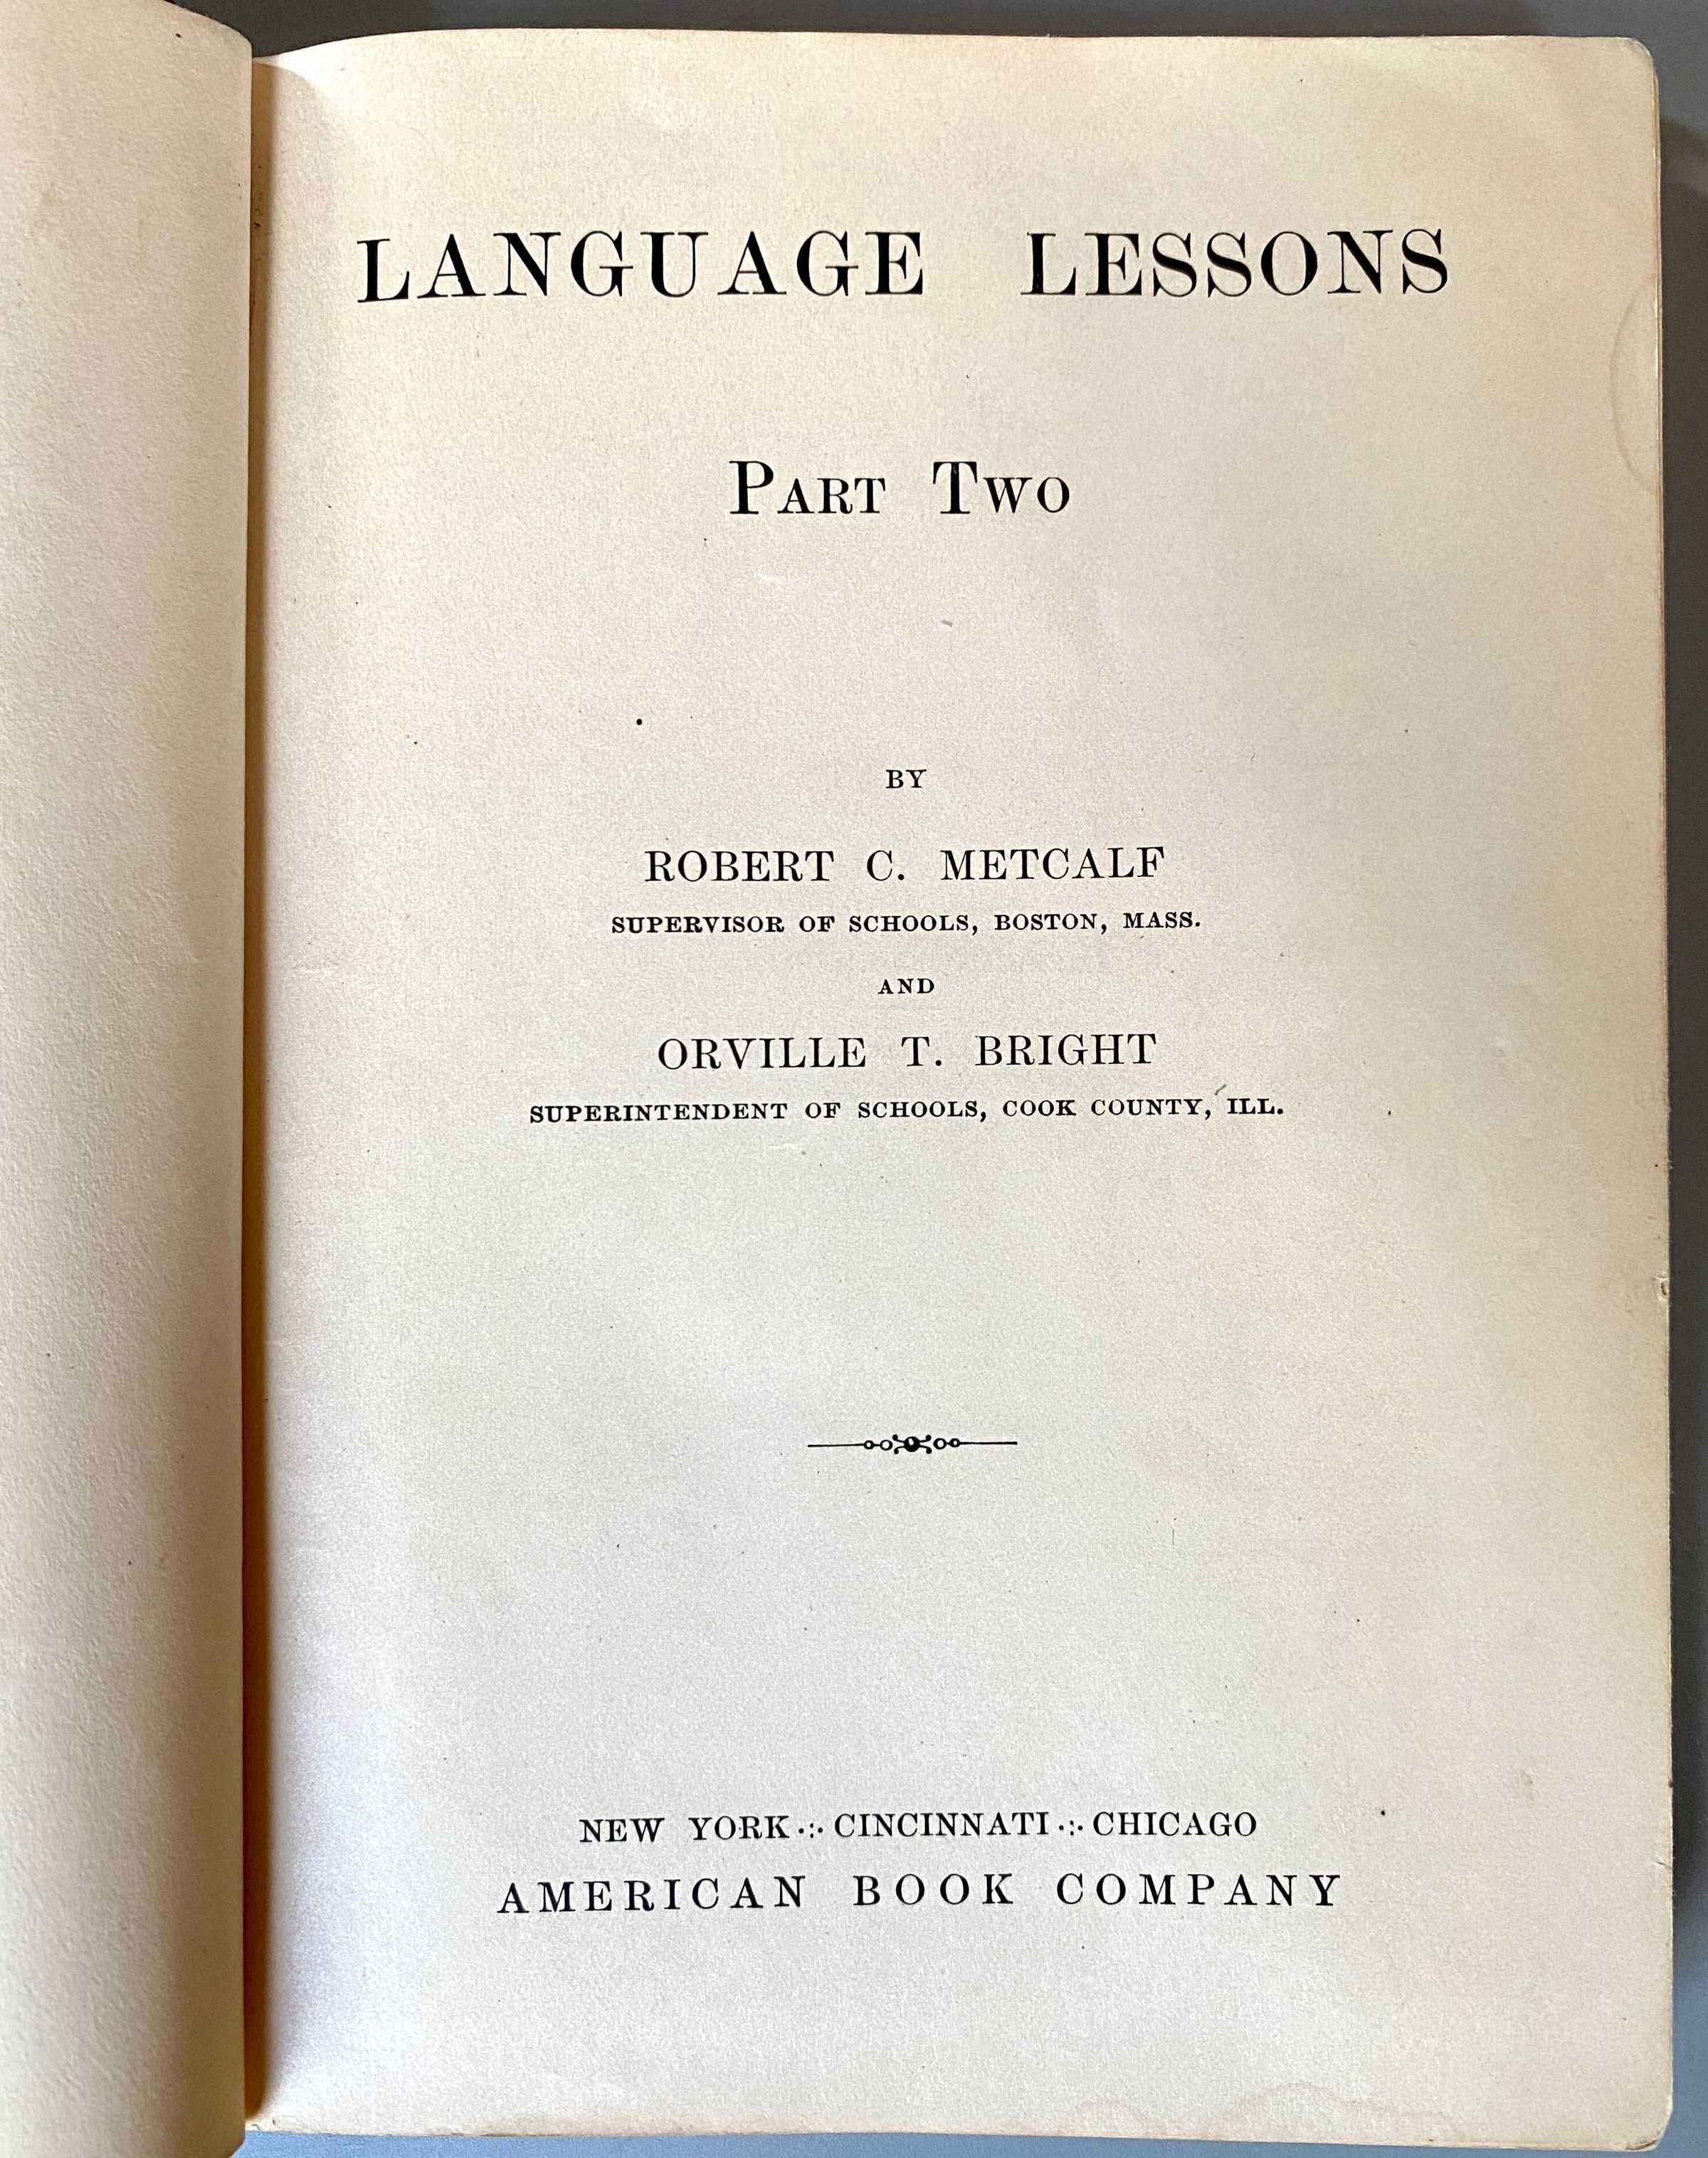 LANGUAGE LESSONS
PART TWO
BY
ROBERT C. METCALF
SUPERVISOR OF SCHOOLS, BOSTON, MASS.
AND
ORVILLE T. BRIGHT
SUPERINTENDENT OF SCHOOLS, COOK COUNTY, ILL.
NEW YORK ·:· CINCINNATI ·:· CHICAGO
AMERICAN BOOK COMPANY